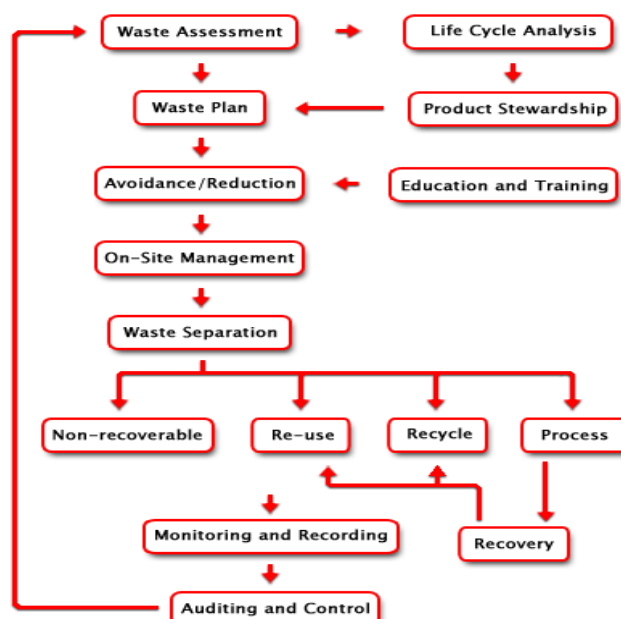 Waste Assessment
Life Cycle Analysis
Waste Plan
Product Stewardship
Avoidance/Reduction
Education and Training
On-Site Management
Waste Separation
Non-recoverable
Re-use
Recycle
Process
Monitoring and Recording
Recovery
Auditing and Control